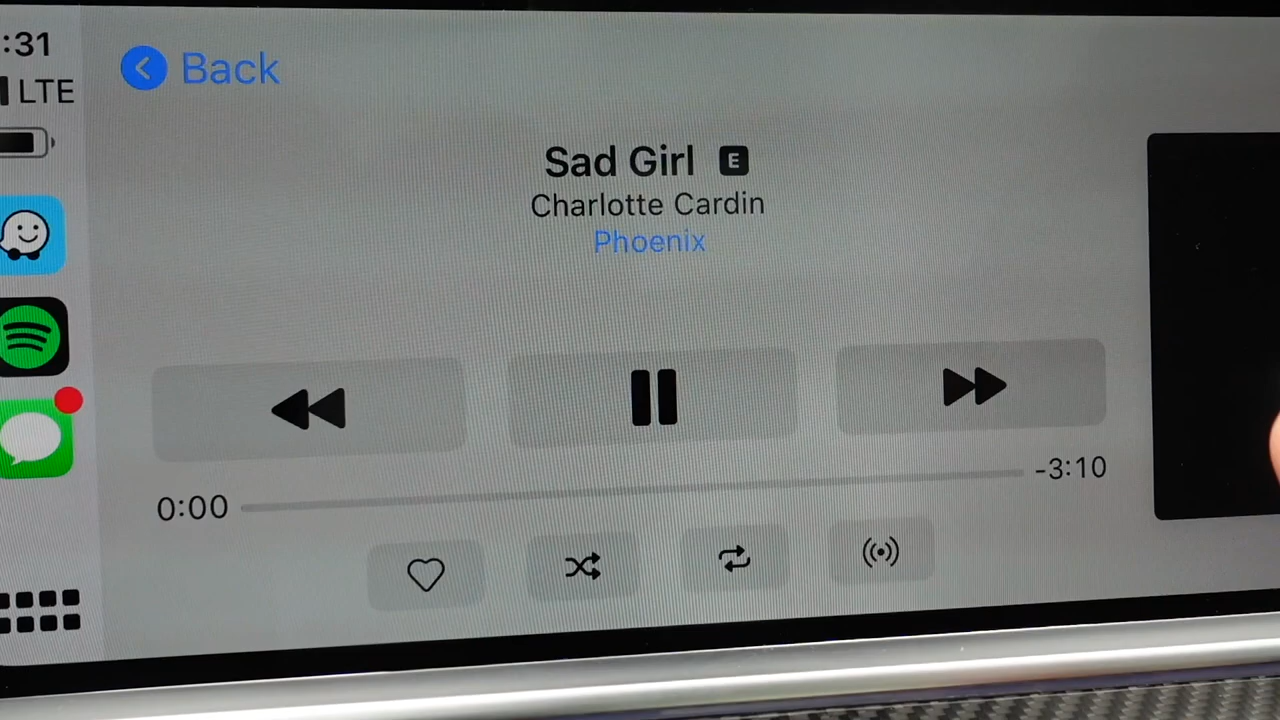 :31
LTE
Back
Sad Girl E
Charlotte Cardin
Phoenix
0:00
-3:10